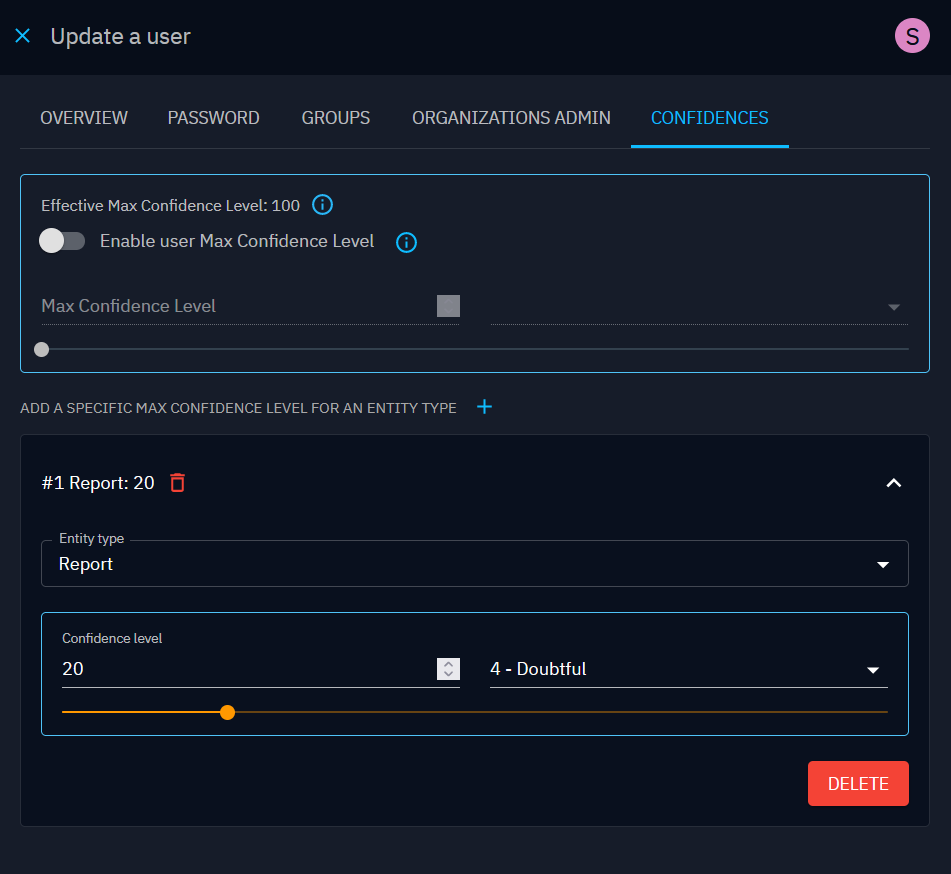 Update a user
S
OVERVIEW PASSWORD GROUPS ORGANIZATIONS ADMIN CONFIDENCES
Effective Max Confidence Level: 100
Enable user Max Confidence Level
Max Confidence Level
ADD A SPECIFIC MAX CONFIDENCE LEVEL FOR AN ENTITY TYPE
#1 Report: 20
Entity type
Report
Confidence level
20 4 - Doubtful
DELETE